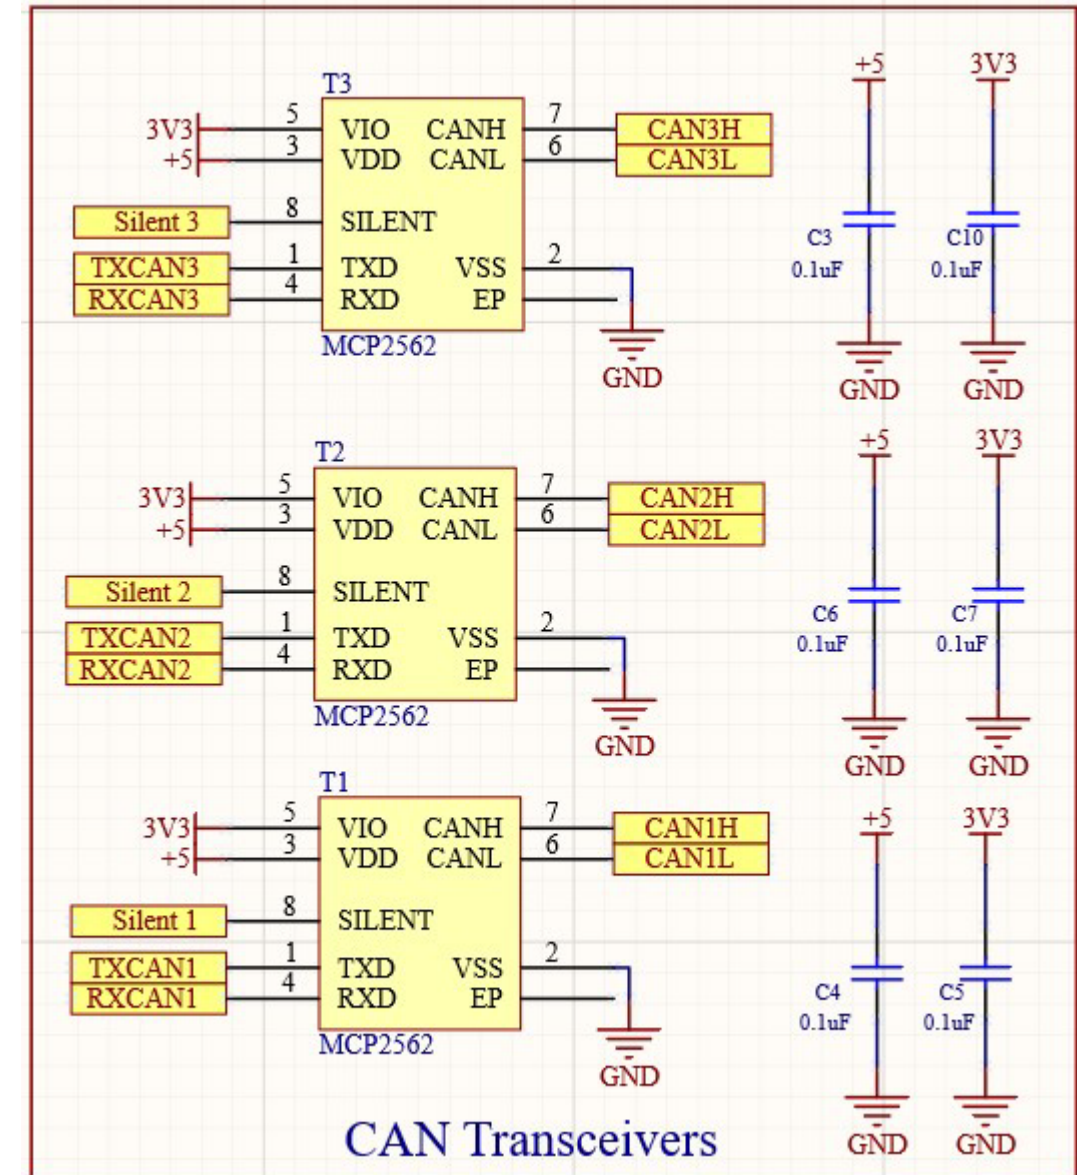 T3
3V3 5 VIO CANH 7 CAN3H
+5 3 VDD CANL 6 CAN3L
Silent 3 8 SILENT
TXCAN3 1 TXD VSS 2
RXCAN3 4 RXD EP
MCP2562
GND
+5 3V3
C3 C10
0.1uF 0.1uF
GND GND
T2
3V3 5 VIO CANH 7 CAN2H
+5 3 VDD CANL 6 CAN2L
Silent 2 8 SILENT
TXCAN2 1 TXD VSS 2
RXCAN2 4 RXD EP
MCP2562
GND
+5 3V3
C6 C7
0.1uF 0.1uF
GND GND
T1
3V3 5 VIO CANH 7 CAN1H
+5 3 VDD CANL 6 CAN1L
Silent 1 8 SILENT
TXCAN1 1 TXD VSS 2
RXCAN1 4 RXD EP
MCP2562
GND
+5 3V3
C4 C5
0.1uF 0.1uF
GND GND
CAN Transceivers